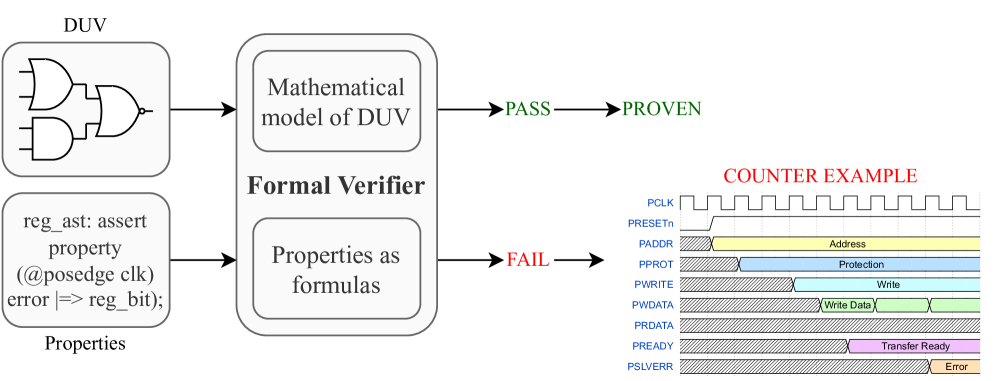 DUV
Mathematical
model of DUV
PASS
PROVEN
Formal Verifier
reg_ast: assert
property
(@posedge clk)
error |=> reg_bit);
Properties
Properties as
formulas
FAIL
COUNTER EXAMPLE
PCLK
PRESETn
PADDR Address
PPROT Protection
PWRITE Write
PWDATA Write Data
PRDATA
PREADY Transfer Ready
PSLVERR Error